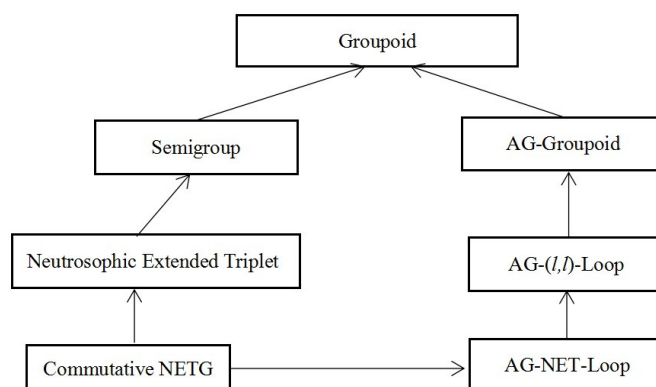 Groupoid
Semigroup
AG-Groupoid
Neutrosophic Extended Triplet
AG-(l,l)-Loop
Commutative NETG
AG-NET-Loop